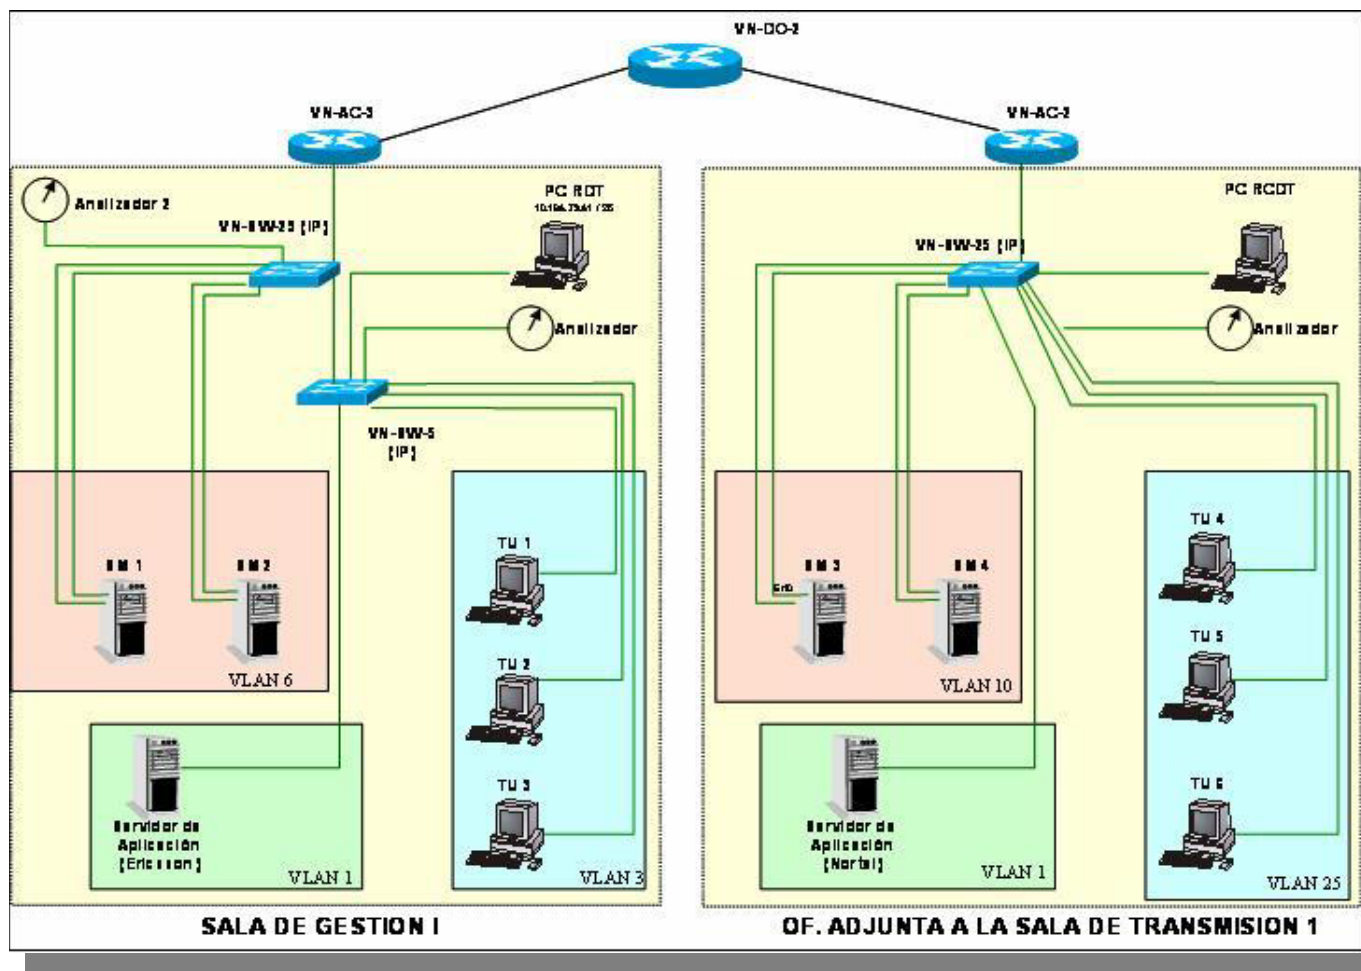 VN-DO-2
VN-AC-3
VN-AC-2
Analizador 2
PC RDT
VN-SW-23 (IP)
Analizador
VN-SW-5
(IP)
SM 1
SM 2
VLAN 6
TU 1
TU 2
TU 3
VLAN 3
Servidor de
Aplicación
(Ericsson)
VLAN 1
SALA DE GESTION I
PC RCDT
VN-SW-25 (IP)
Analizador
SM 3
SM 4
VLAN 10
TU 4
TU 5
TU 6
VLAN 25
Servidor de
Aplicación
(Nortel)
VLAN 1
OF. ADJUNTA A LA SALA DE TRANSMISION 1